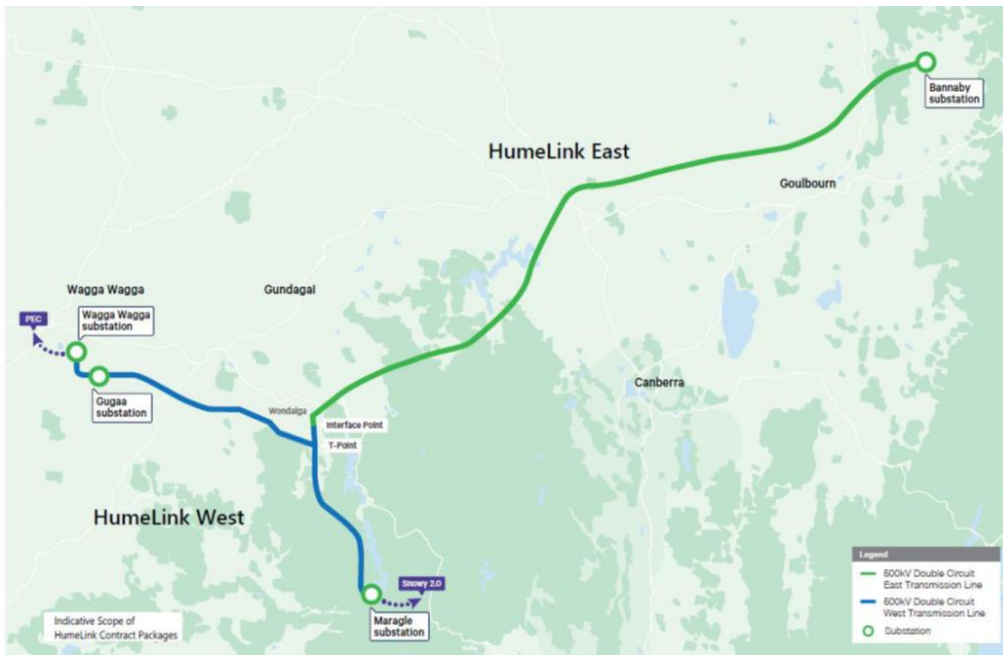 Bannaby
substation
HumeLink East
Goulbourn
Wagga Wagga
Gundagai
PEC
Wagga Wagga
substation
Gugaa
substation
Canberra
Wondalga
Interface Point
T-Point
HumeLink West
Snowy 2.0
Maragle
substation
Indicative Scope of
HumeLink Contract Packages
Legend
500kV Double Circuit
East Transmission Line
500kV Double Circuit
West Transmission Line
Substation